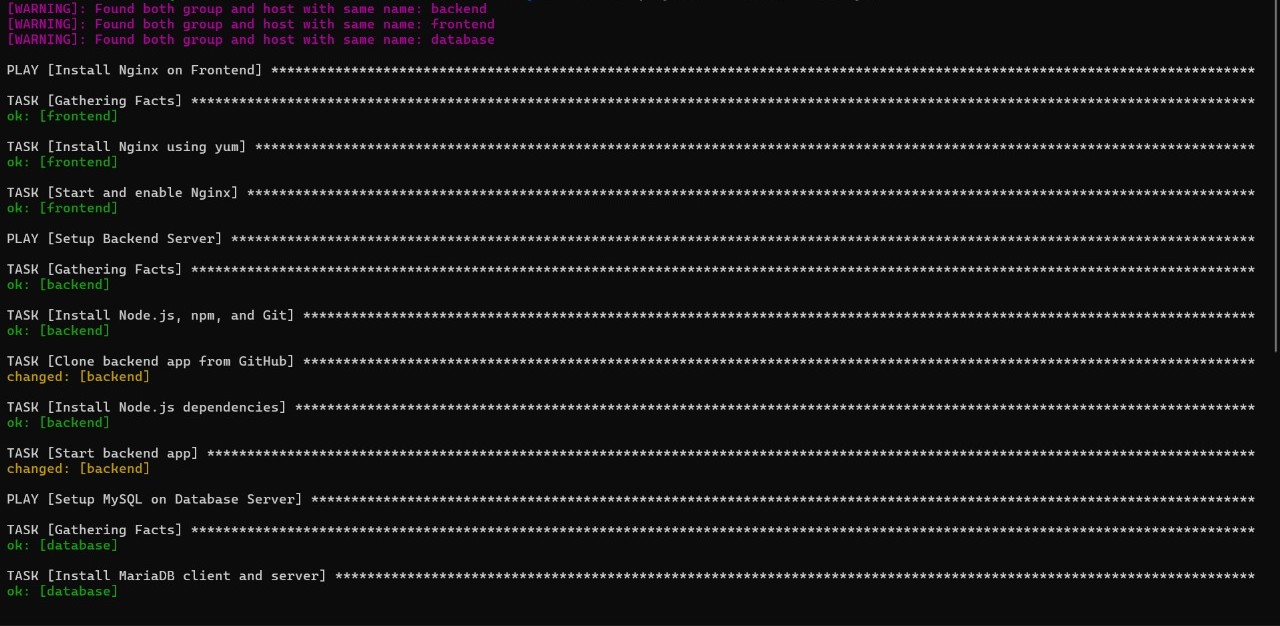 [WARNING]: Found both group and host with same name: backend
[WARNING]: Found both group and host with same name: frontend
[WARNING]: Found both group and host with same name: database
PLAY [Install Nginx on Frontend] ***************************************************************************************************************************
TASK [Gathering Facts] *************************************************************************************************************************************
ok: [frontend]
TASK [Install Nginx using yum] *****************************************************************************************************************************
ok: [frontend]
TASK [Start and enable Nginx] ******************************************************************************************************************************
ok: [frontend]
PLAY [Setup Backend Server] ********************************************************************************************************************************
TASK [Gathering Facts] *************************************************************************************************************************************
ok: [backend]
TASK [Install Node.js, npm, and Git] ***********************************************************************************************************************
ok: [backend]
TASK [Clone backend app from GitHub] ***********************************************************************************************************************
changed: [backend]
TASK [Install Node.js dependencies] ************************************************************************************************************************
ok: [backend]
TASK [Start backend app] ***********************************************************************************************************************************
changed: [backend]
PLAY [Setup MySQL on Database Server] **********************************************************************************************************************
TASK [Gathering Facts] *************************************************************************************************************************************
ok: [database]
TASK [Install MariaDB client and server] *******************************************************************************************************************
ok: [database]